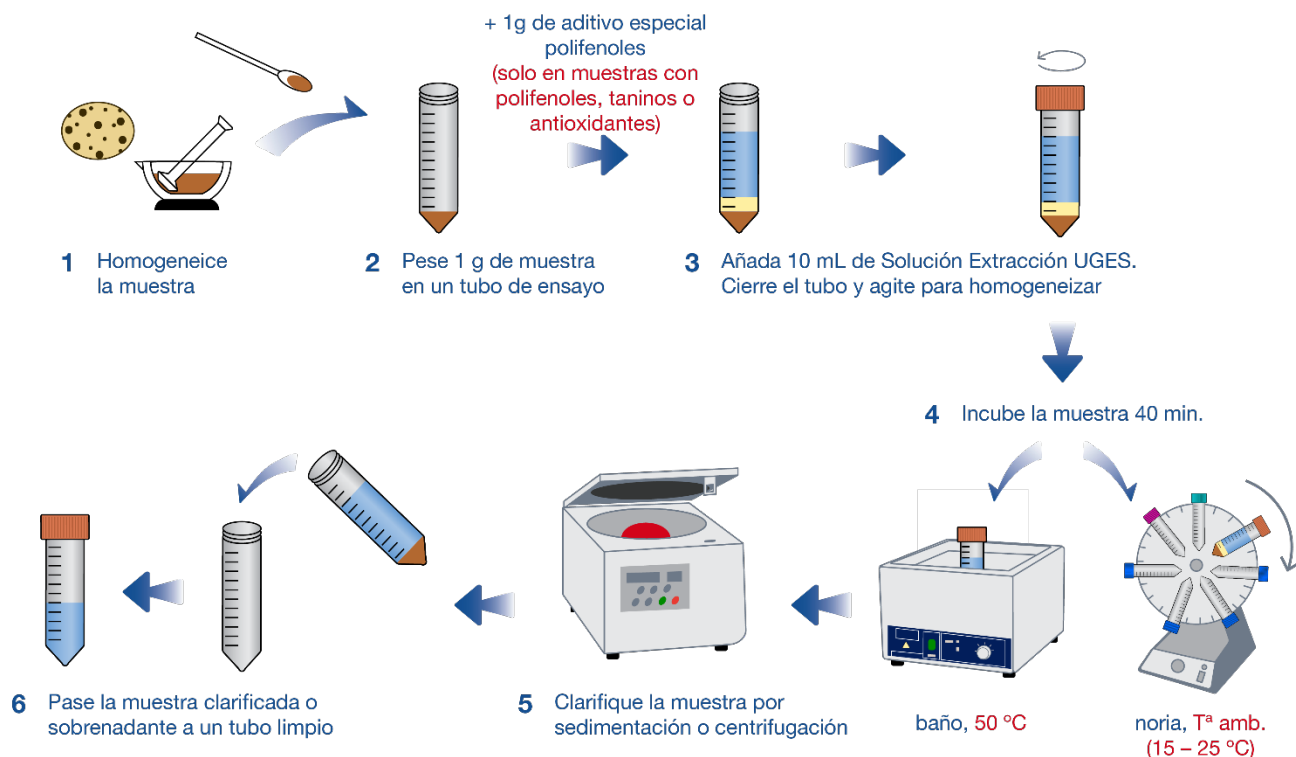 + 1g de aditivo especial
polifenoles
(solo en muestras con
polifenoles, taninos o
antioxidantes)
1 Homogeneice
la muestra
2 Pese 1 g de muestra
en un tubo de ensayo
3 Añada 10 mL de Solución Extracción UGES.
Cierre el tubo y agite para homogeneizar
4 Incube la muestra 40 min.
baño, 50 ºC
noria, Tª amb.
(15 – 25 ºC)
5 Clarifique la muestra por
sedimentación o centrifugación
6 Pase la muestra clarificada o
sobrenadante a un tubo limpio